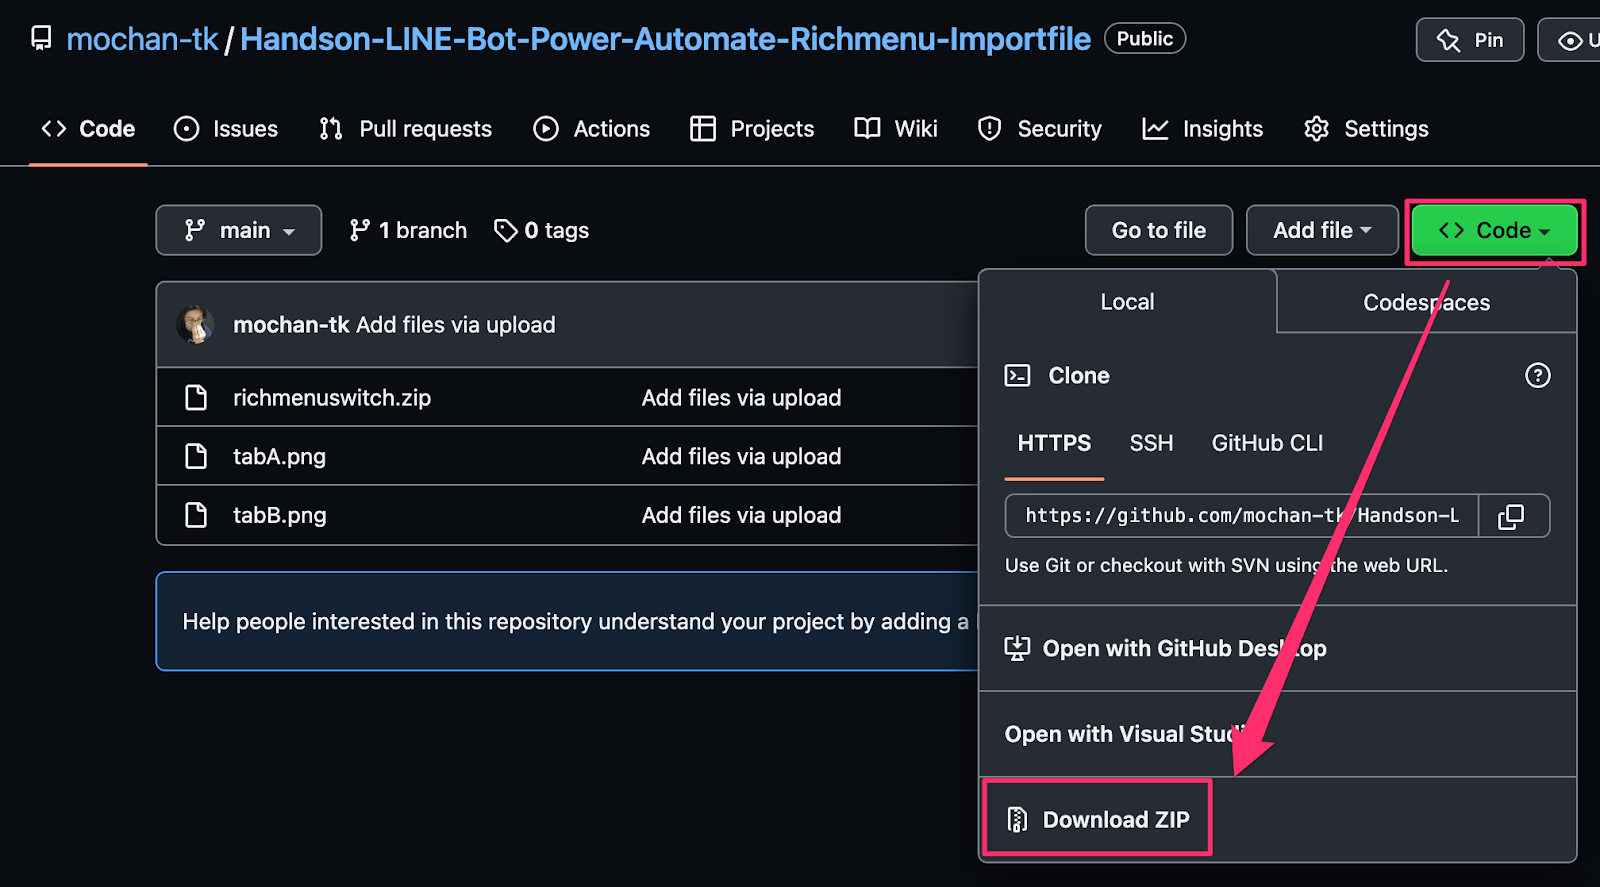 mochan-tk / Handson-LINE-Bot-Power-Automate-Richmenu-Importfile Public Pin
Code Issues Pull requests Actions Projects Wiki Security Insights Settings
main 1 branch 0 tags Go to file Add file Code
Local Codespaces
mochan-tk Add files via upload
Clone
richmenuswitch.zip Add files via upload
HTTPS SSH GitHub CLI
tabA.png Add files via upload
tabB.png Add files via upload
https://github.com/mochan-tk/Handson-L
Use Git or checkout with SVN using the web URL.
Help people interested in this repository understand your project by adding a
Open with GitHub Desktop
Open with Visual
Download ZIP